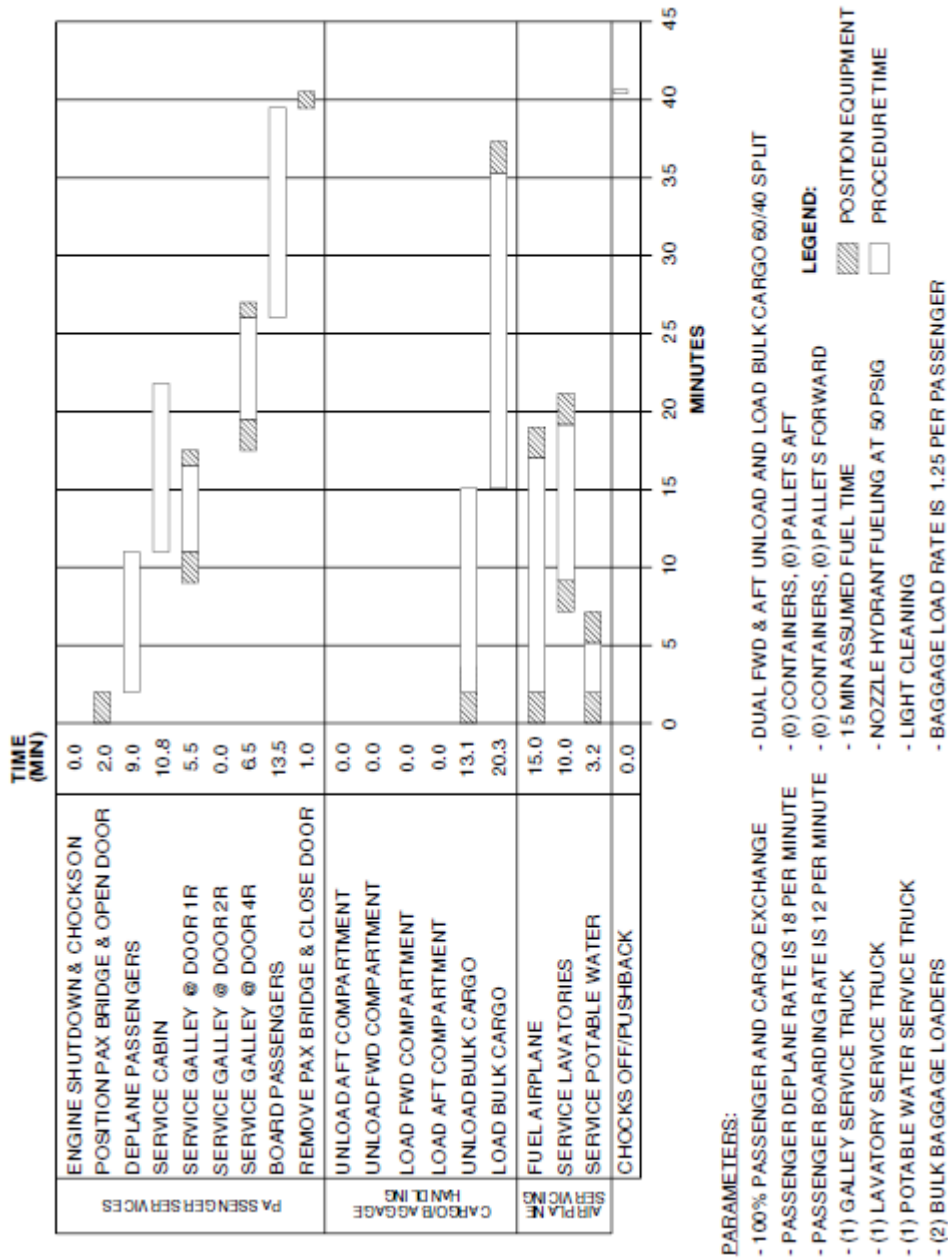 TIME
(MIN)
PASSENGER SERVICES
ENGINE SHUTDOWN & CHOCKS ON 0.0
POSITION PAX BRIDGE & OPEN DOOR 2.0
DEPLANE PASSENGERS 9.0
SERVICE CABIN 10.8
SERVICE GALLEY @ DOOR 1R 5.5
SERVICE GALLEY @ DOOR 2R 0.0
SERVICE GALLEY @ DOOR 4R 6.5
BOARD PASSENGERS 13.5
REMOVE PAX BRIDGE & CLOSE DOOR 1.0
CARGO/BAGGAGE
HANDLING
UNLOAD AFT COMPARTMENT 0.0
UNLOAD FWD COMPARTMENT 0.0
LOAD FWD COMPARTMENT 0.0
LOAD AFT COMPARTMENT 0.0
UNLOAD BULK CARGO 13.1
LOAD BULK CARGO 20.3
AIRPLANE
SERVICING
FUEL AIRPLANE 15.0
SERVICE LAVATORIES 10.0
SERVICE POTABLE WATER 3.2
CHOCKS OFF/PUSHBACK 0.0
0 5 10 15 20 25 30 35 40 45
MINUTES
PARAMETERS:
- 100% PASSENGER AND CARGO EXCHANGE
- PASSENGER DEPLANE RATE IS 18 PER MINUTE
- PASSENGER BOARDING RATE IS 12 PER MINUTE
- (1) GALLEY SERVICE TRUCK
- (1) LAVATORY SERVICE TRUCK
- (1) POTABLE WATER SERVICE TRUCK
- (2) BULK BAGGAGE LOADERS
- DUAL FWD & AFT UNLOAD AND LOAD BULK CARGO 60/40 SPLIT
- (0) CONTAINERS, (0) PALLETS AFT
- (0) CONTAINERS, (0) PALLETS FORWARD
- 15 MIN ASSUMED FUEL TIME
- NOZZLE HYDRANT FUELING AT 50 PSIG
- LIGHT CLEANING
- BAGGAGE LOAD RATE IS 1.25 PER PASSENGER
LEGEND:
POSITION EQUIPMENT
PROCEDURE TIME